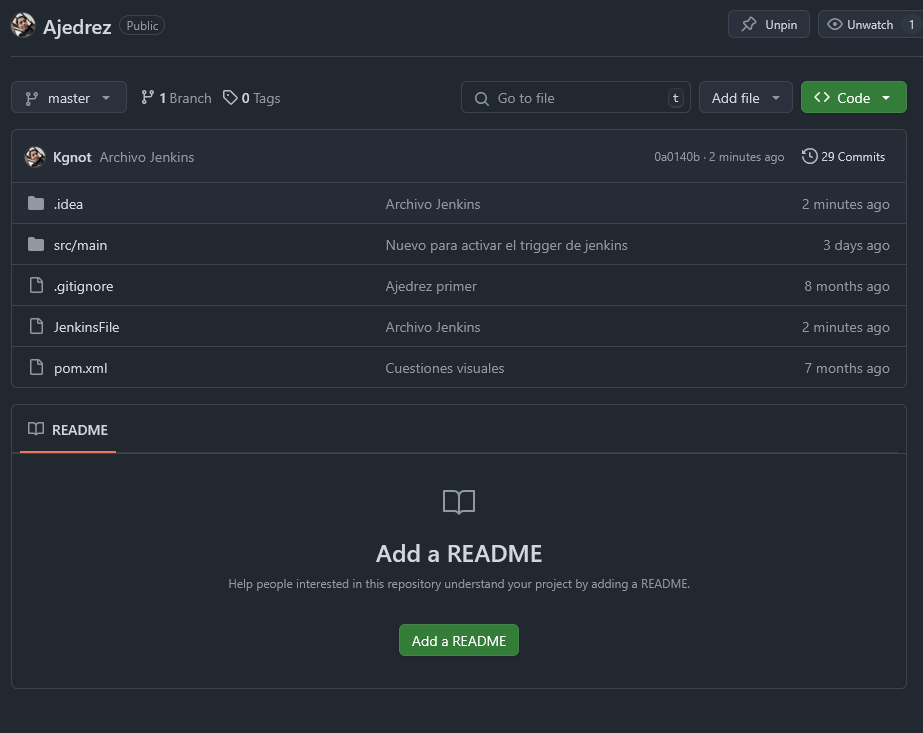 Ajedrez Public Unpin Unwatch 1
master 1 Branch 0 Tags Go to file t Add file Code
Kgnot Archivo Jenkins 0a0140b · 2 minutes ago 29 Commits
.idea Archivo Jenkins 2 minutes ago
src/main Nuevo para activar el trigger de jenkins 3 days ago
.gitignore Ajedrez primer 8 months ago
JenkinsFile Archivo Jenkins 2 minutes ago
pom.xml Cuestiones visuales 7 months ago
README
Add a README
Help people interested in this repository understand your project by adding a README.
Add a README